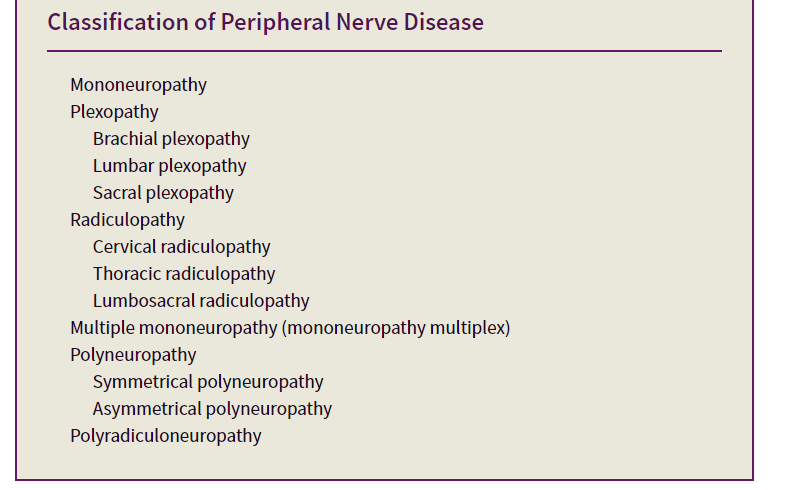 Classification of Peripheral Nerve Disease
Mononeuropathy
Plexopathy
Brachial plexopathy
Lumbar plexopathy
Sacral plexopathy
Radiculopathy
Cervical radiculopathy
Thoracic radiculopathy
Lumbosacral radiculopathy
Multiple mononeuropathy (mononeuropathy multiplex)
Polyneuropathy
Symmetrical polyneuropathy
Asymmetrical polyneuropathy
Polyradiculoneuropathy